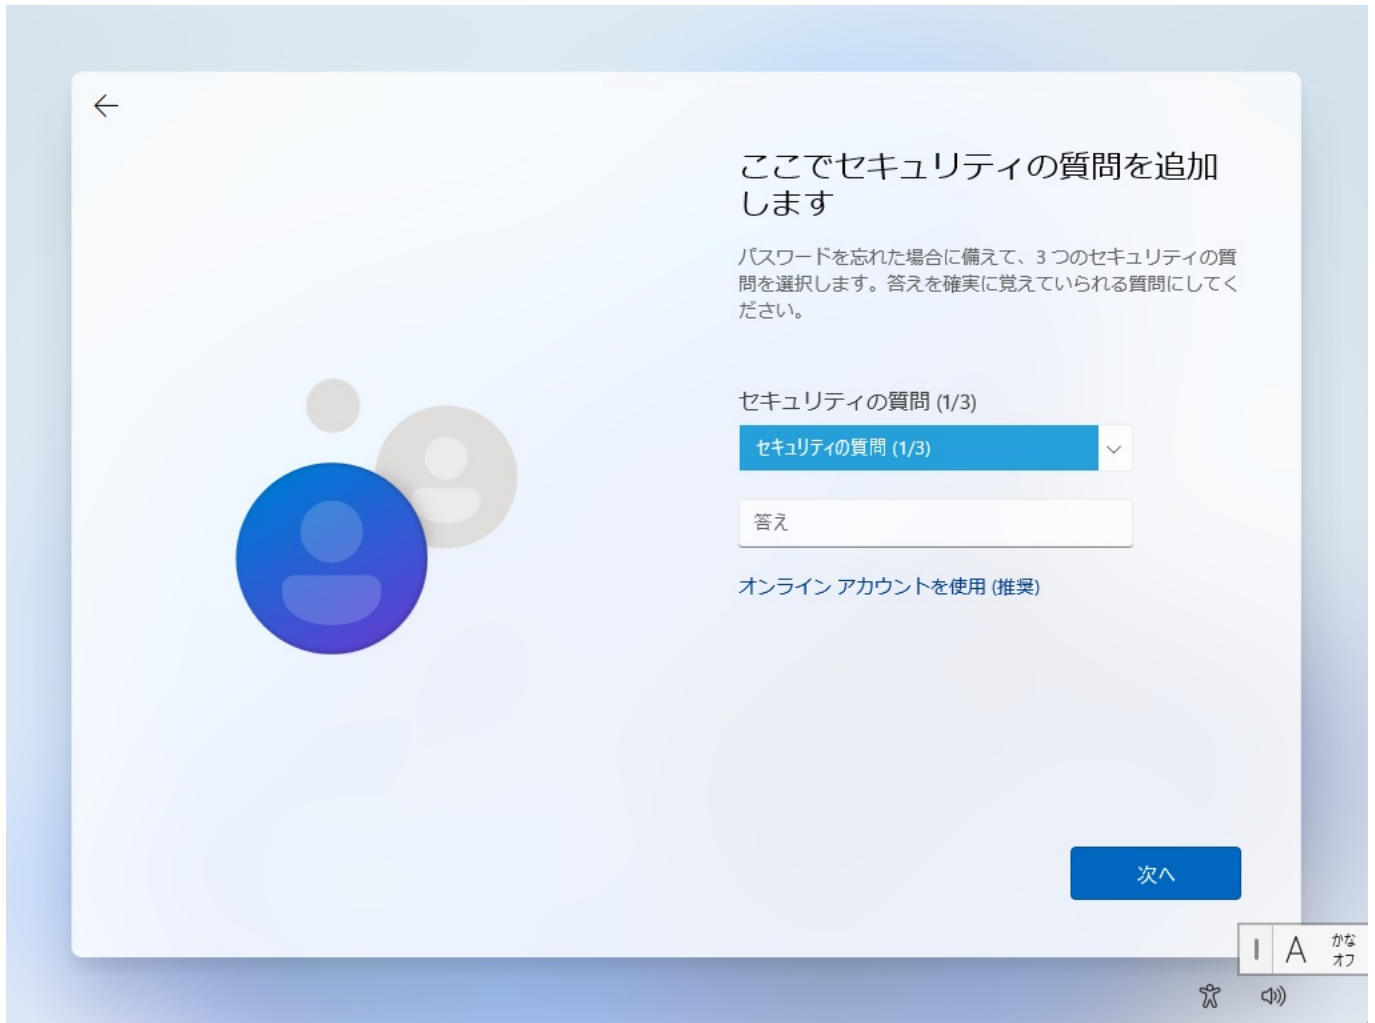 ここでセキュリティの質問を追加
します
パスワードを忘れた場合に備えて、3 つのセキュリティの質
問を選択します。答えを確実に覚えていられる質問にしてく
ださい。
セキュリティの質問 (1/3)
セキュリティの質問 (1/3)
答え
オンライン アカウントを使用 (推奨)
次へ
A かな
オフ